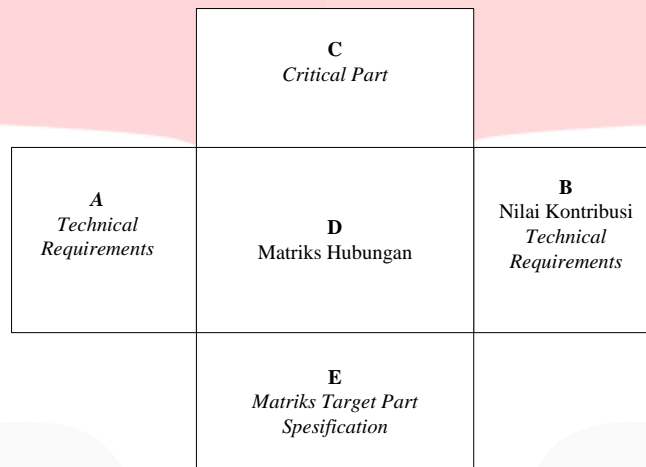 C
Critical Part
A
Technical
Requirements
D
Matriks Hubungan
B
Nilai Kontribusi
Technical
Requirements
E
Matriks Target Part
Spesification